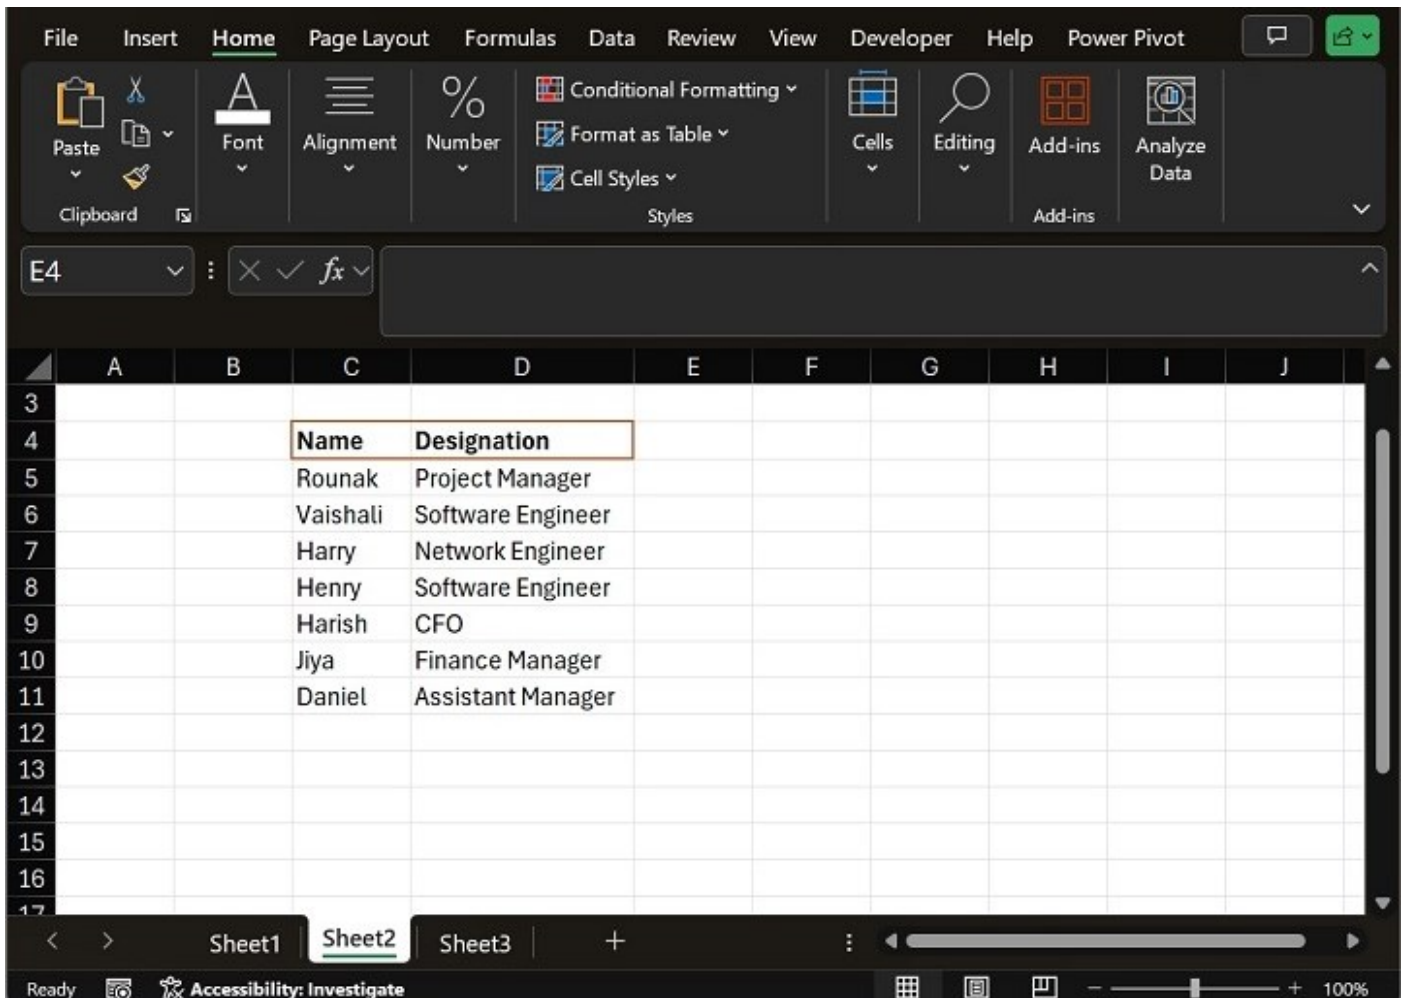 File Insert Home Page Layout Formulas Data Review View Developer Help Power Pivot
Paste
Clipboard
Font
Alignment
Number
Conditional Formatting
Format as Table
Cell Styles
Styles
Cells
Editing
Add-ins
Add-ins
Analyze
Data
E4 fx
A B C D E F G H I J
3
4 Name Designation
5 Rounak Project Manager
6 Vaishali Software Engineer
7 Harry Network Engineer
8 Henry Software Engineer
9 Harish CFO
10 Jiya Finance Manager
11 Daniel Assistant Manager
12
13
14
15
16
17
Sheet1 Sheet2 Sheet3 +
Ready Accessibility: Investigate - + 100%